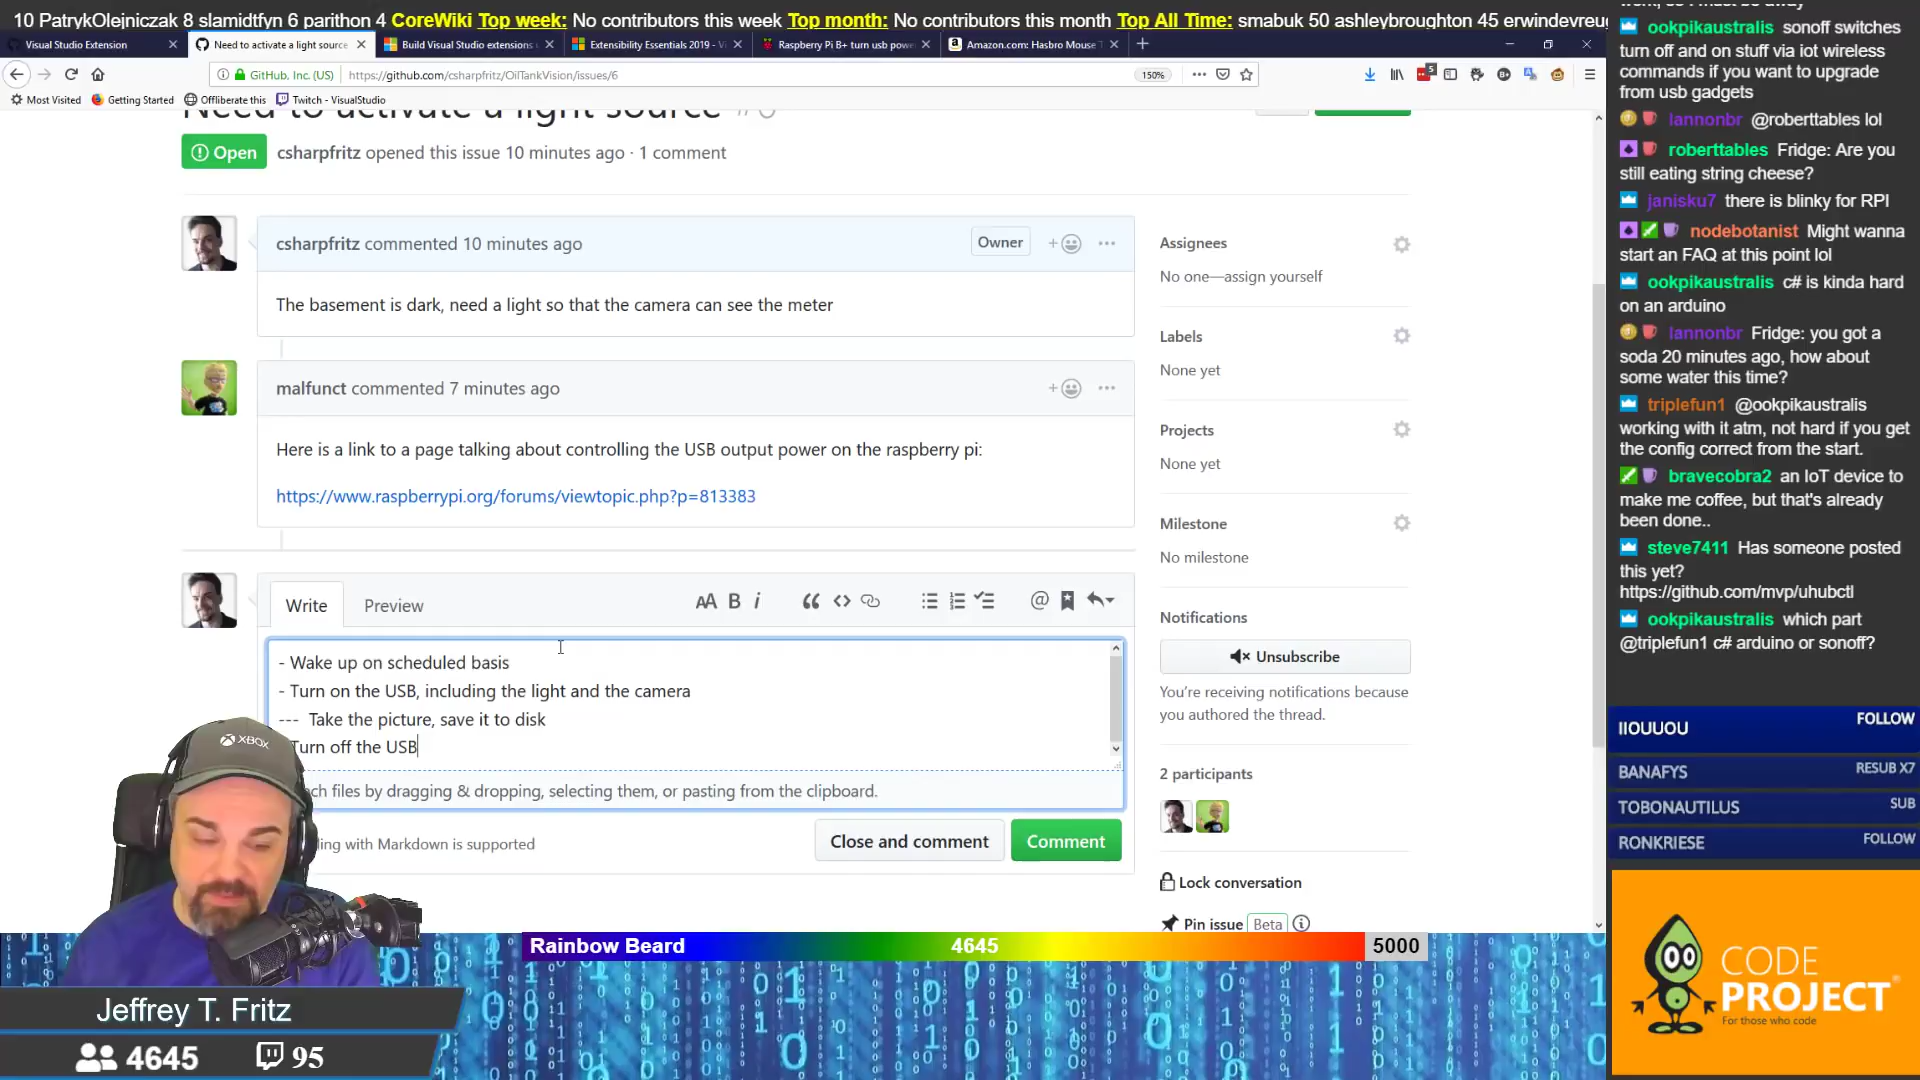 10 PatrykOlejniczak 8 slamidtfyn 6 parithon 4 CoreWiki Top week: No contributors this week Top month: No contributors this month Top All Time: smabuk 50 ashleybroughton 45 erwindevreug
Visual Studio Extension
Need to activate a light source
Build Visual Studio extensions
Extensibility Essentials 2019 - Vi
Raspberry Pi B+ turn usb powe
Amazon.com: Hasbro Mouse T
GitHub, Inc. (US)
https://github.com/csharpfritz/OilTankVision/issues/6
150%
5
Most Visited
Getting Started
Offliberate this
Twitch - VisualStudio
Need to activate a light source #6
Open
csharpfritz opened this issue 10 minutes ago · 1 comment
csharpfritz commented 10 minutes ago
Owner
The basement is dark, need a light so that the camera can see the meter
malfunct commented 7 minutes ago
Here is a link to a page talking about controlling the USB output power on the raspberry pi:
https://www.raspberrypi.org/forums/viewtopic.php?p=813383
Write
Preview
AA B i
- Wake up on scheduled basis
- Turn on the USB, including the light and the camera
--- Take the picture, save it to disk
Turn off the USB
files by dragging & dropping, selecting them, or pasting from the clipboard.
with Markdown is supported
Close and comment
Comment
Assignees
No one—assign yourself
Labels
None yet
Projects
None yet
Milestone
No milestone
Notifications
Unsubscribe
You're receiving notifications because
you authored the thread.
2 participants
Lock conversation
Pin issue Beta
ookpikaustralis sonoff switches
turn off and on stuff via iot wireless
commands if you want to upgrade
from usb gadgets
lannonbr @roberttables lol
roberttables Fridge: Are you
still eating string cheese?
janisku7 there is blinky for RPI
nodebotanist Might wanna
start an FAQ at this point lol
ookpikaustralis c# is kinda hard
on an arduino
lannonbr Fridge: you got a
soda 20 minutes ago, how about
some water this time?
triplefun1 @ookpikaustralis
working with it atm, not hard if you get
the config correct from the start.
bravecobra2 an IoT device to
make me coffee, but that's already
been done..
steve7411 Has someone posted
this yet?
https://github.com/mvp/uhubctl
ookpikaustralis which part
@triplefun1 c# arduino or sonoff?
IIOUUOU FOLLOW
BANAFYS RESUB X7
TOBONAUTILUS SUB
RONKRIESE FOLLOW
CODE
PROJECT
For those who code
XBOX
Rainbow Beard 4645 5000
Jeffrey T. Fritz
4645 95